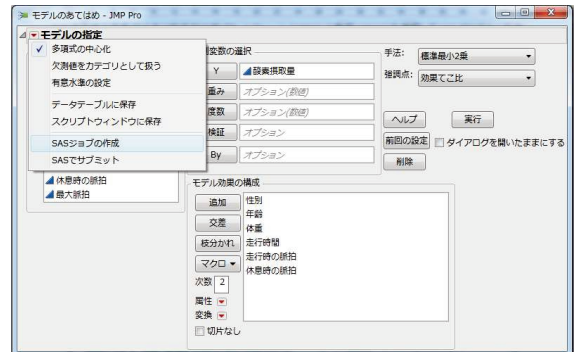 モデルのあてはめ - JMP Pro
モデルの指定
多項式の中心化
欠測値をカテゴリとして扱う
有意水準の設定
データテーブルに保存
スクリプトウィンドウに保存
SASジョブの作成
SASでサブミット
休息時の脈拍
最大脈拍
変数の選択
Y 酸素摂取量
重み オプション(数値)
度数 オプション(数値)
検証 オプション
By オプション
手法: 標準最小2乗
強調点: 効果てこ比
ヘルプ 実行
前回の設定 ダイアログを開いたままにする
削除
モデル効果の構成
追加
交差
枝分かれ
マクロ
次数 2
属性
変換
切片なし
性別
年齢
体重
走行時間
走行時の脈拍
休息時の脈拍